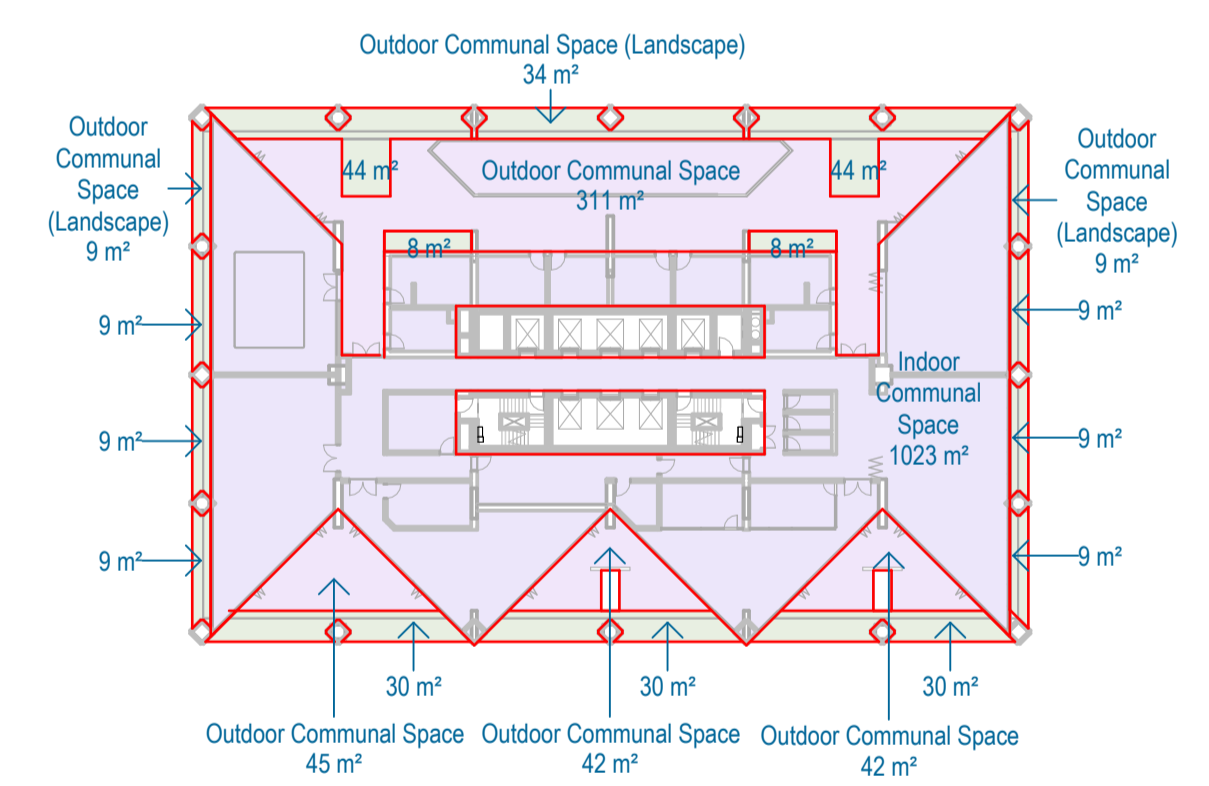 Outdoor Communal Space (Landscape)
34 m²
Outdoor
Communal
Space
(Landscape)
9 m²
Outdoor
Communal
Space
(Landscape)
9 m²
44 m²
Outdoor Communal Space
311 m²
44 m²
8 m²
8 m²
9 m²
9 m²
Indoor
Communal
Space
1023 m²
9 m²
9 m²
9 m²
9 m²
30 m²
30 m²
30 m²
Outdoor Communal Space
45 m²
Outdoor Communal Space
42 m²
Outdoor Communal Space
42 m²